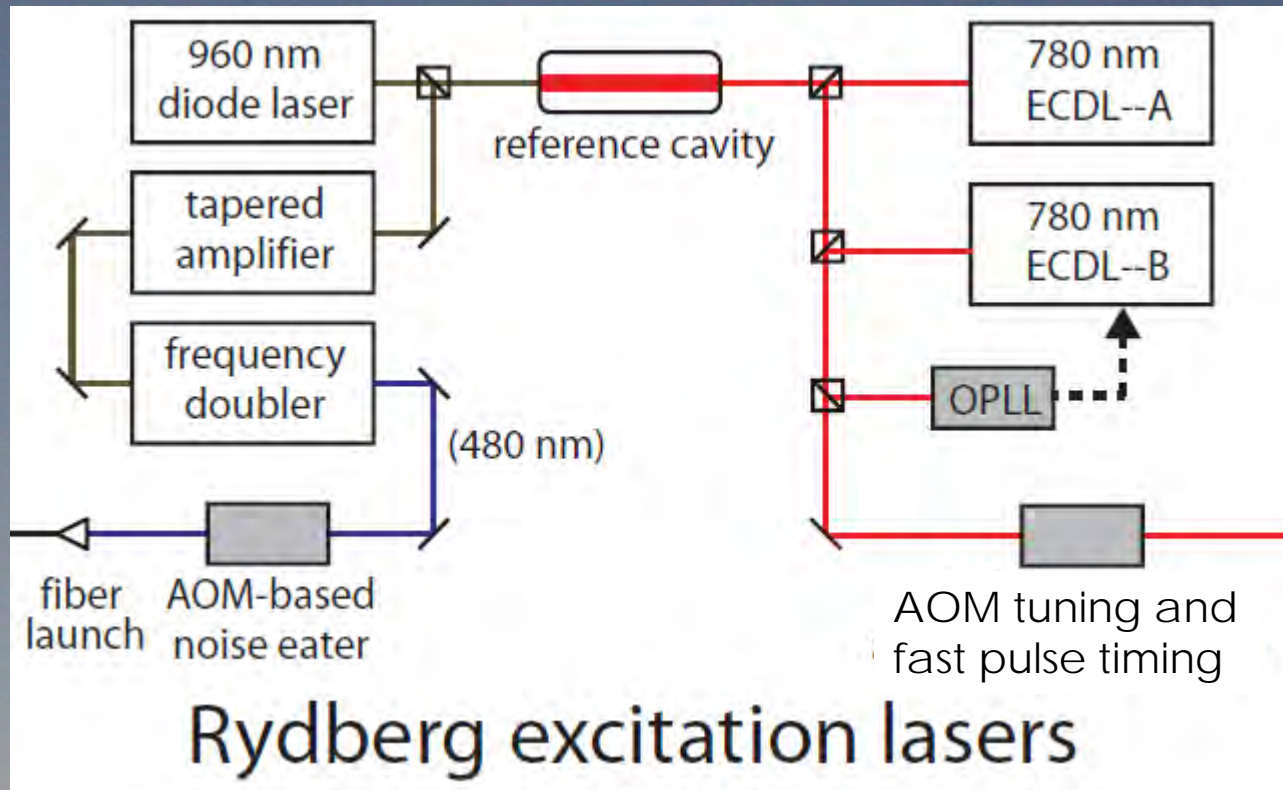 960 nm
diode laser
reference cavity
780 nm
ECDL--A
tapered
amplifier
780 nm
ECDL--B
frequency
doubler
(480 nm)
OPLL
fiber
launch
AOM-based
noise eater
AOM tuning and
fast pulse timing
Rydberg excitation lasers